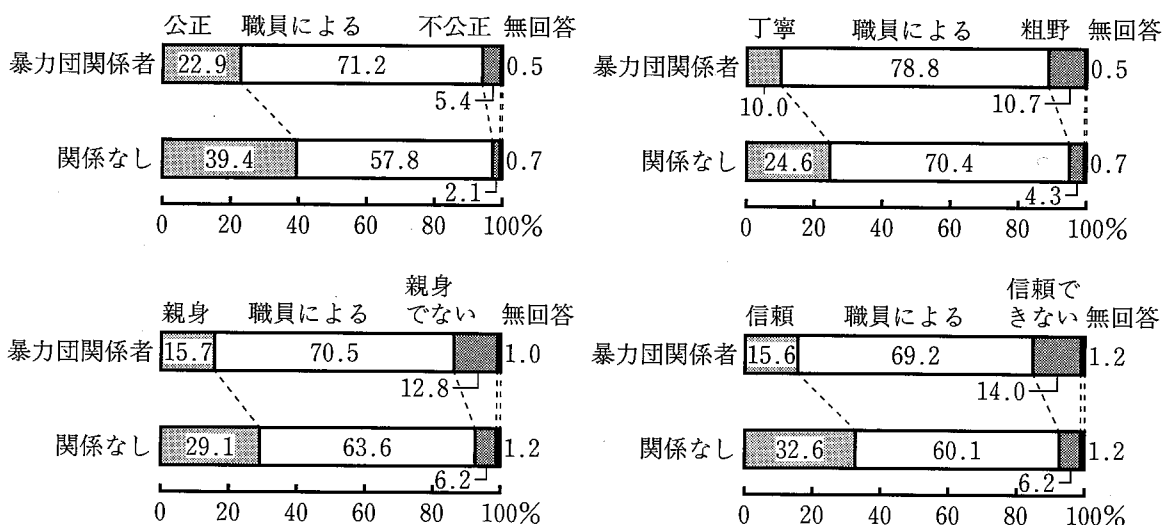 公正 職員による 不公正 無回答
暴力団関係者 22.9 71.2 0.5
5.4
関係なし 39.4 57.8 0.7
2.1
0 20 40 60 80 100%
丁寧 職員による 粗野 無回答
暴力団関係者 78.8 0.5
10.0 10.7
関係なし 24.6 70.4 0.7
4.3
0 20 40 60 80 100%
親身
親身 職員による でない 無回答
暴力団関係者 15.7 70.5 1.0
12.8
関係なし 29.1 63.6 1.2
6.2
0 20 40 60 80 100%
信頼で
信頼 職員による きない 無回答
暴力団関係者 15.6 69.2 1.2
14.0
関係なし 32.6 60.1 1.2
6.2
0 20 40 60 80 100%